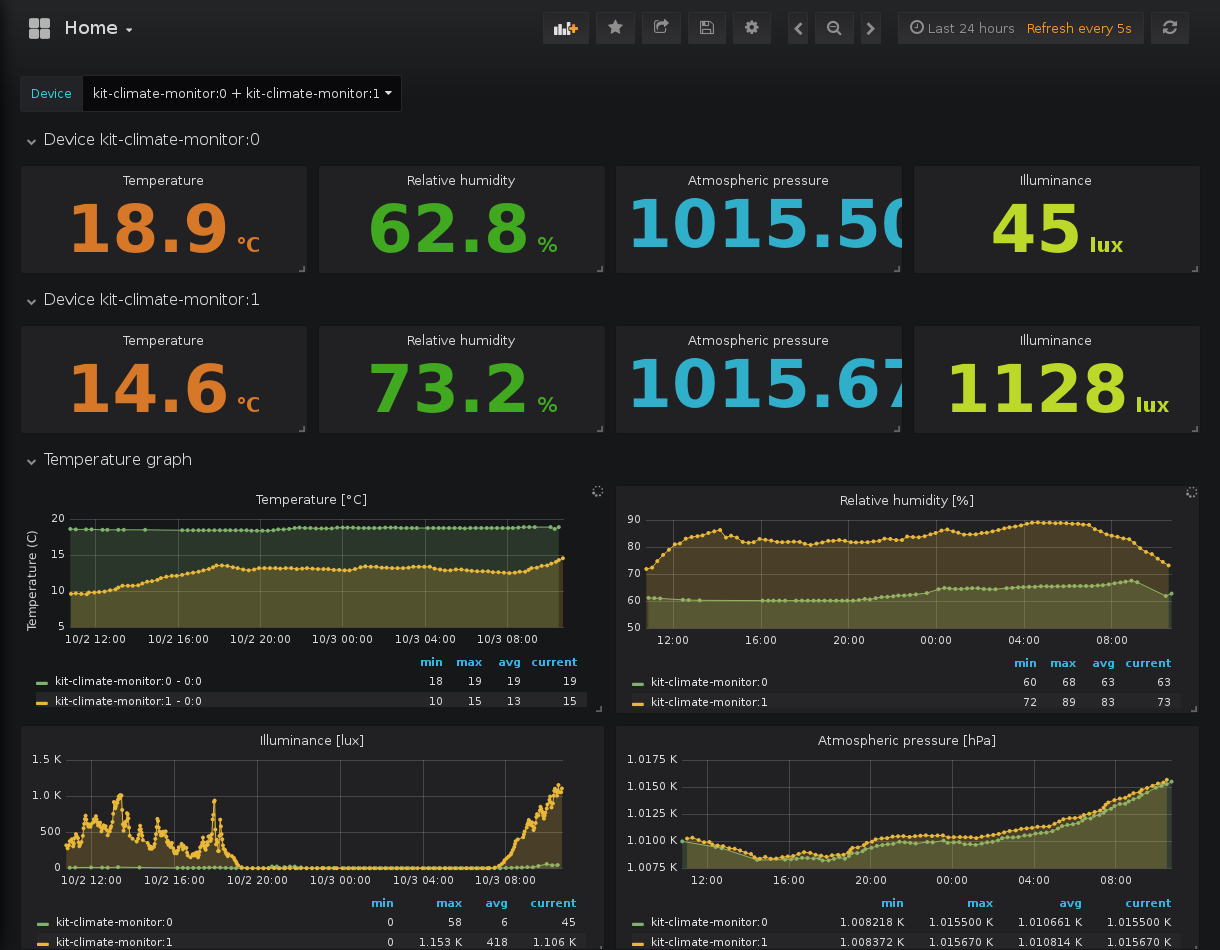 Home
Last 24 hours Refresh every 5s
Device kit-climate-monitor:0 + kit-climate-monitor:1
Device kit-climate-monitor:0
Temperature Relative humidity Atmospheric pressure Illuminance
18.9 °C 62.8 % 1015.50 45 lux
Device kit-climate-monitor:1
Temperature Relative humidity Atmospheric pressure Illuminance
14.6 °C 73.2 % 1015.67 1128 lux
Temperature graph
Temperature [°C]
Temperature (C)
20
15
10
5
10/2 12:00 10/2 16:00 10/2 20:00 10/3 00:00 10/3 04:00 10/3 08:00
min max avg current
kit-climate-monitor:0 - 0:0 18 19 19 19
kit-climate-monitor:1 - 0:0 10 15 13 15
Relative humidity [%]
90
80
70
60
50
12:00 16:00 20:00 00:00 04:00 08:00
min max avg current
kit-climate-monitor:0 60 68 63 63
kit-climate-monitor:1 72 89 83 73
Illuminance [lux]
1.5 K
1.0 K
500
0
10/2 12:00 10/2 16:00 10/2 20:00 10/3 00:00 10/3 04:00 10/3 08:00
min max avg current
kit-climate-monitor:0 0 58 6 45
kit-climate-monitor:1 0 1.153 K 418 1.106 K
Atmospheric pressure [hPa]
1.0175 K
1.0150 K
1.0125 K
1.0100 K
1.0075 K
12:00 16:00 20:00 00:00 04:00 08:00
min max avg current
kit-climate-monitor:0 1.008218 K 1.015500 K 1.010661 K 1.015500 K
kit-climate-monitor:1 1.008372 K 1.015670 K 1.010814 K 1.015670 K